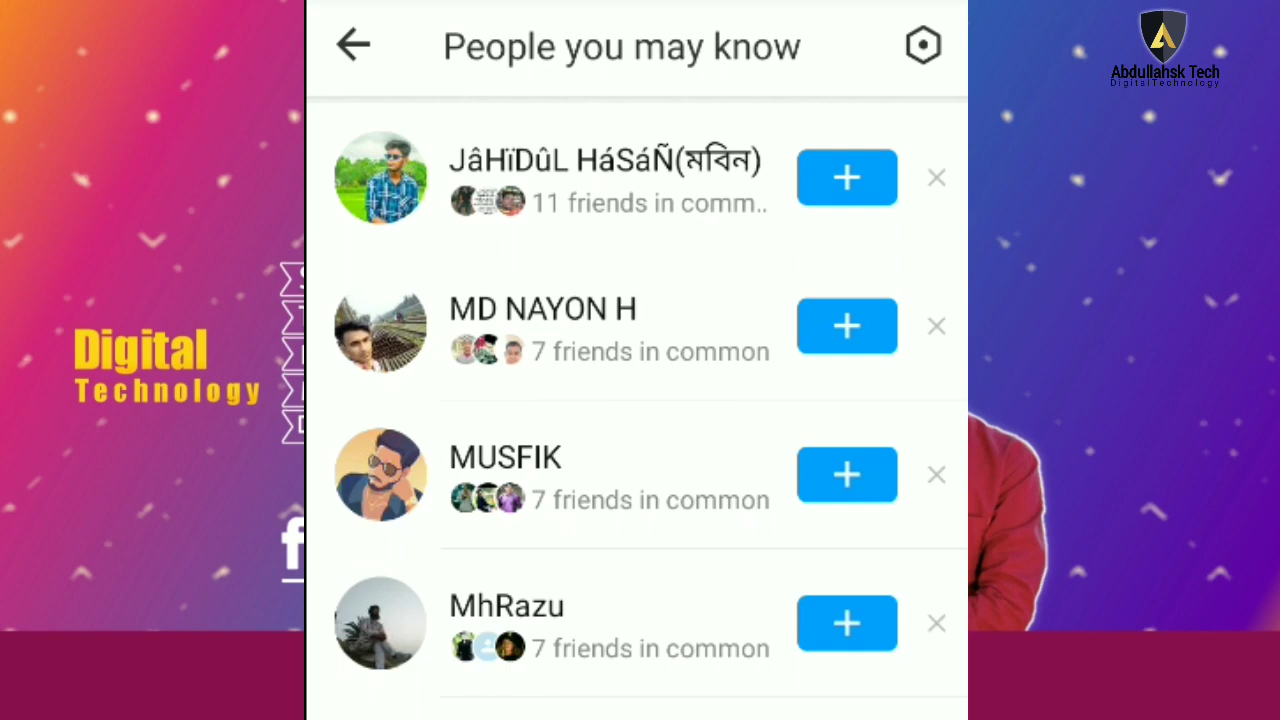 People you may know
Abdullahsk Tech
DigitalTechnology
JâHïDûL HáSáÑ(মবিন)
11 friends in comm..
MD NAYON H
7 friends in common
Digital
Technology
MUSFIK
7 friends in common
f
MhRazu
7 friends in common